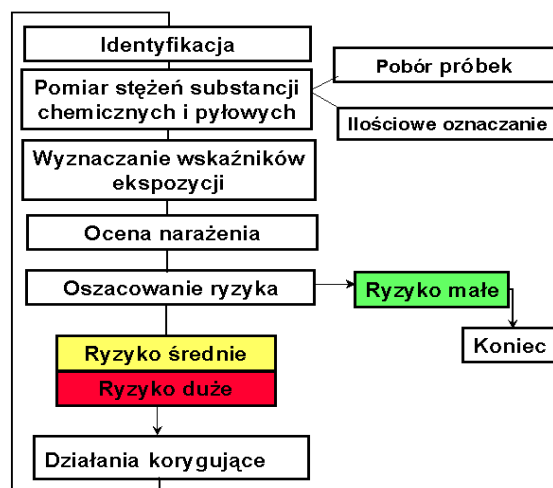 Identyfikacja
Pomiar stężeń substancji
chemicznych i pyłowych
Pobór próbek
Ilościowe oznaczanie
Wyznaczanie wskaźników
ekspozycji
Ocena narażenia
Oszacowanie ryzyka
Ryzyko małe
Koniec
Ryzyko średnie
Ryzyko duże
Działania korygujące